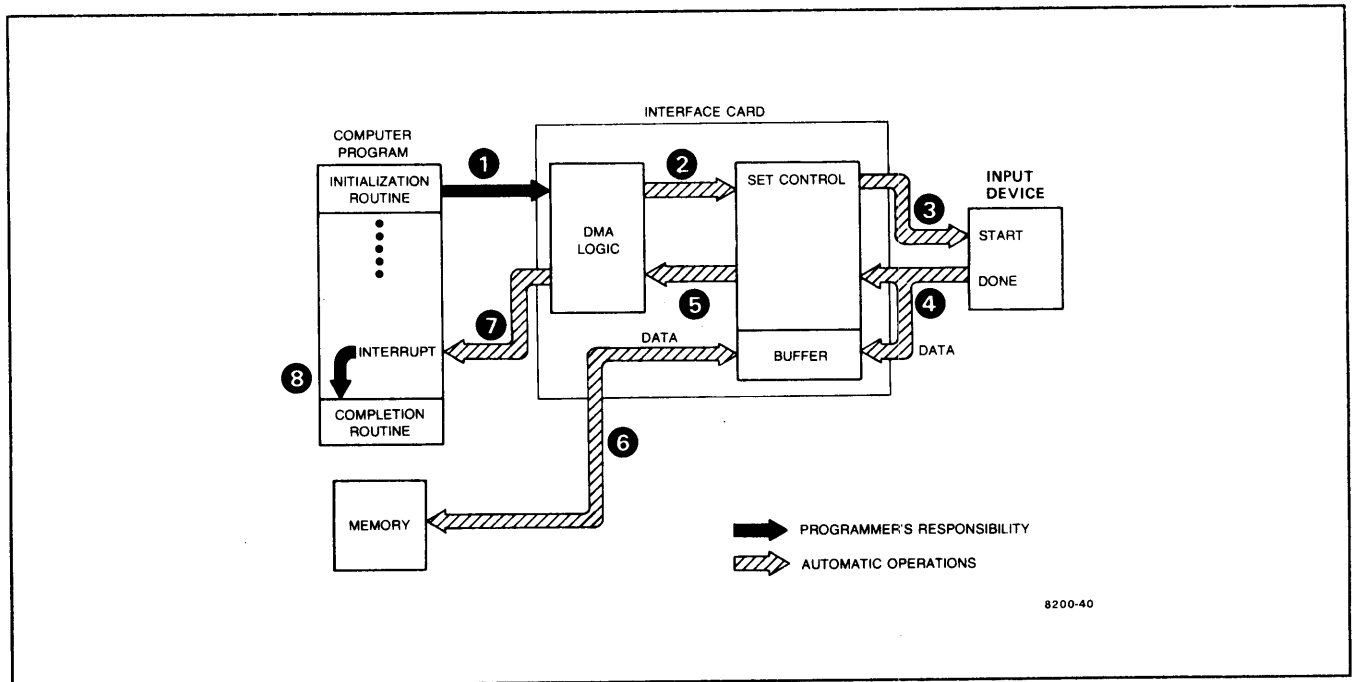 INTERFACE CARD
COMPUTER
PROGRAM
INITIALIZATION
ROUTINE
1
DMA
LOGIC
2
SET CONTROL
3
INPUT
DEVICE
START
DONE
4
DATA
5
BUFFER
DATA
6
7
INTERRUPT
8
COMPLETION
ROUTINE
MEMORY
PROGRAMMER'S RESPONSIBILITY
AUTOMATIC OPERATIONS
8200-40